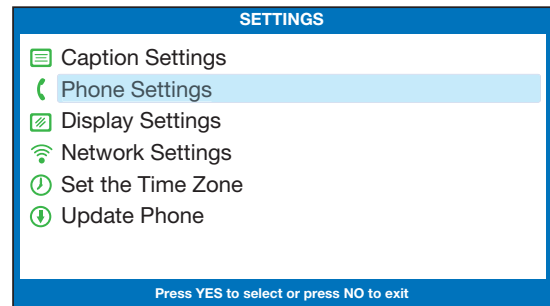 SETTINGS
Caption Settings
Phone Settings
Display Settings
Network Settings
Set the Time Zone
Update Phone
Press YES to select or press NO to exit